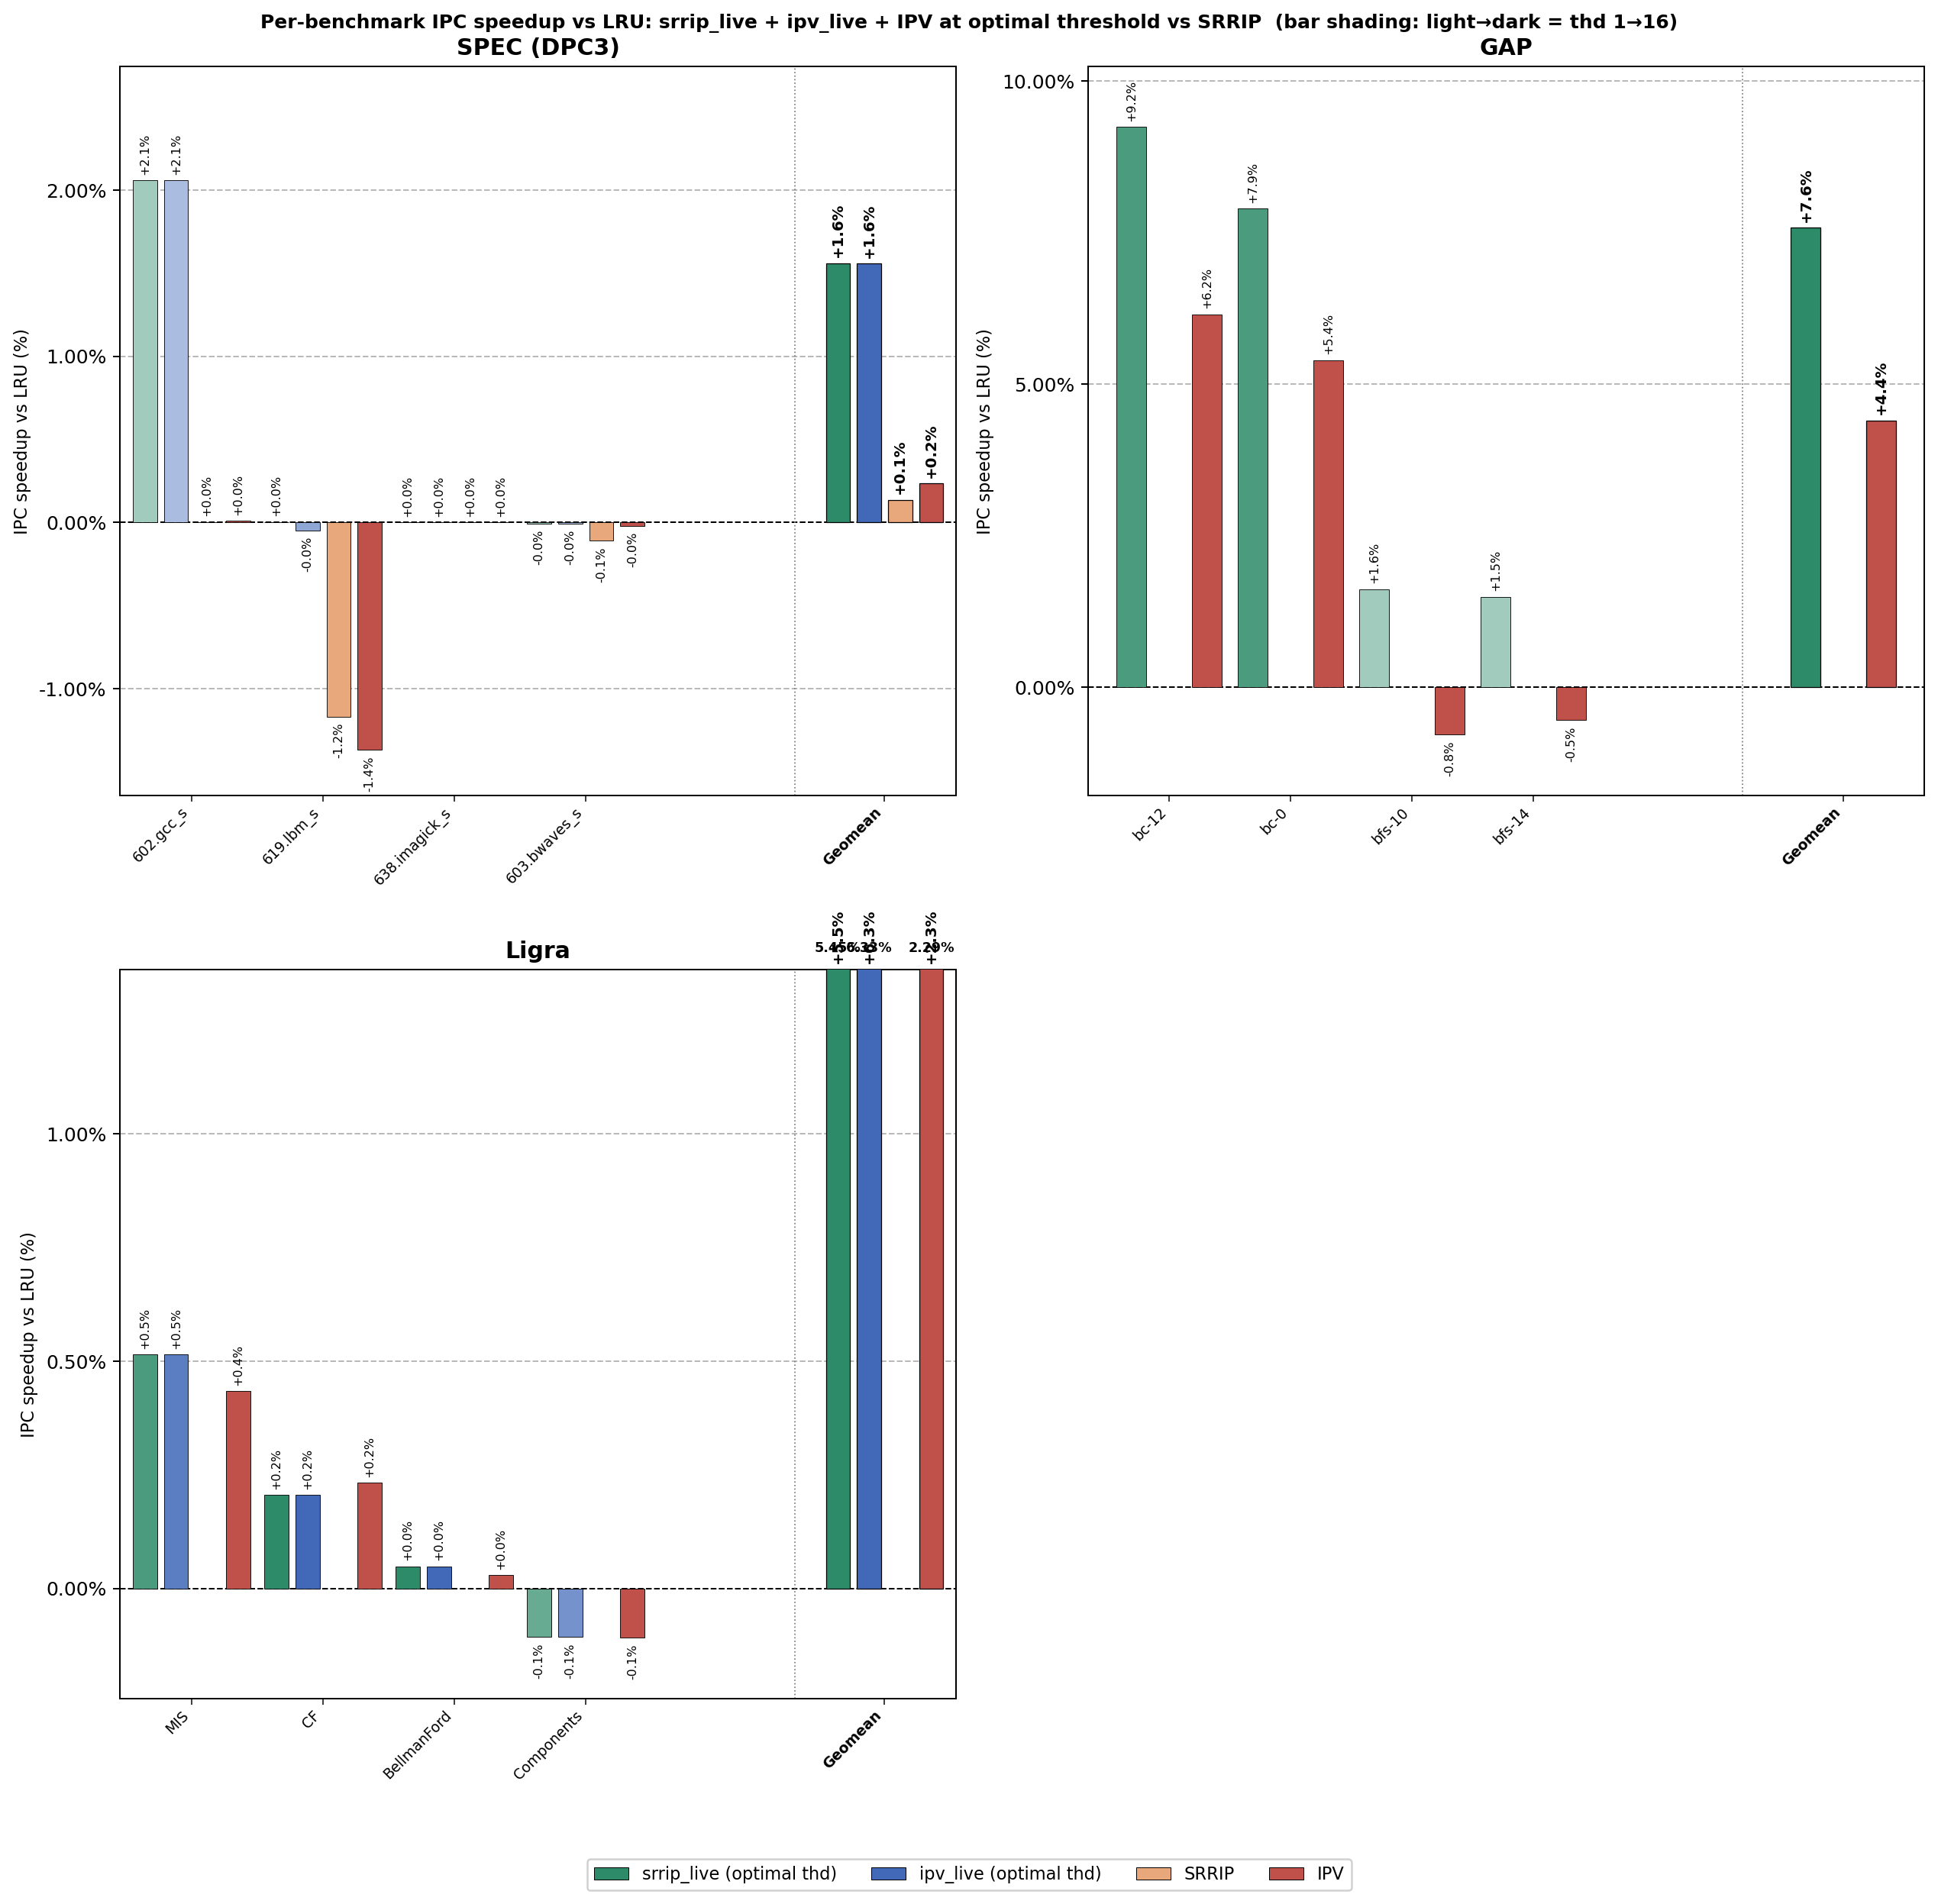 Per-benchmark IPC speedup vs LRU: srrip_live + ipv_live + IPV at optimal threshold vs SRRIP (bar shading: light→dark = thd 1→16)
SPEC (DPC3)
IPC speedup vs LRU (%)
2.00%
1.00%
0.00%
-1.00%
+2.1%
+2.1%
+0.0%
+0.0%
+0.0%
-0.0%
-1.2%
-1.4%
+0.0%
+0.0%
+0.0%
+0.0%
-0.0%
-0.0%
-0.1%
-0.0%
+1.6%
+1.6%
+0.1%
+0.2%
602.gcc_s
619.lbm_s
638.imagick_s
603.bwaves_s
Geomean
GAP
IPC speedup vs LRU (%)
10.00%
5.00%
0.00%
+9.2%
+6.2%
+7.9%
+5.4%
+1.6%
-0.8%
+1.5%
-0.5%
+7.6%
+4.4%
bc-12
bc-0
bfs-10
bfs-14
Geomean
Ligra
IPC speedup vs LRU (%)
1.00%
0.50%
0.00%
+0.5%
+0.5%
+0.4%
+0.2%
+0.2%
+0.2%
+0.0%
+0.0%
+0.0%
-0.1%
-0.1%
-0.1%
MIS
CF
BellmanFord
Components
Geomean
srrip_live (optimal thd)
ipv_live (optimal thd)
SRRIP
IPV